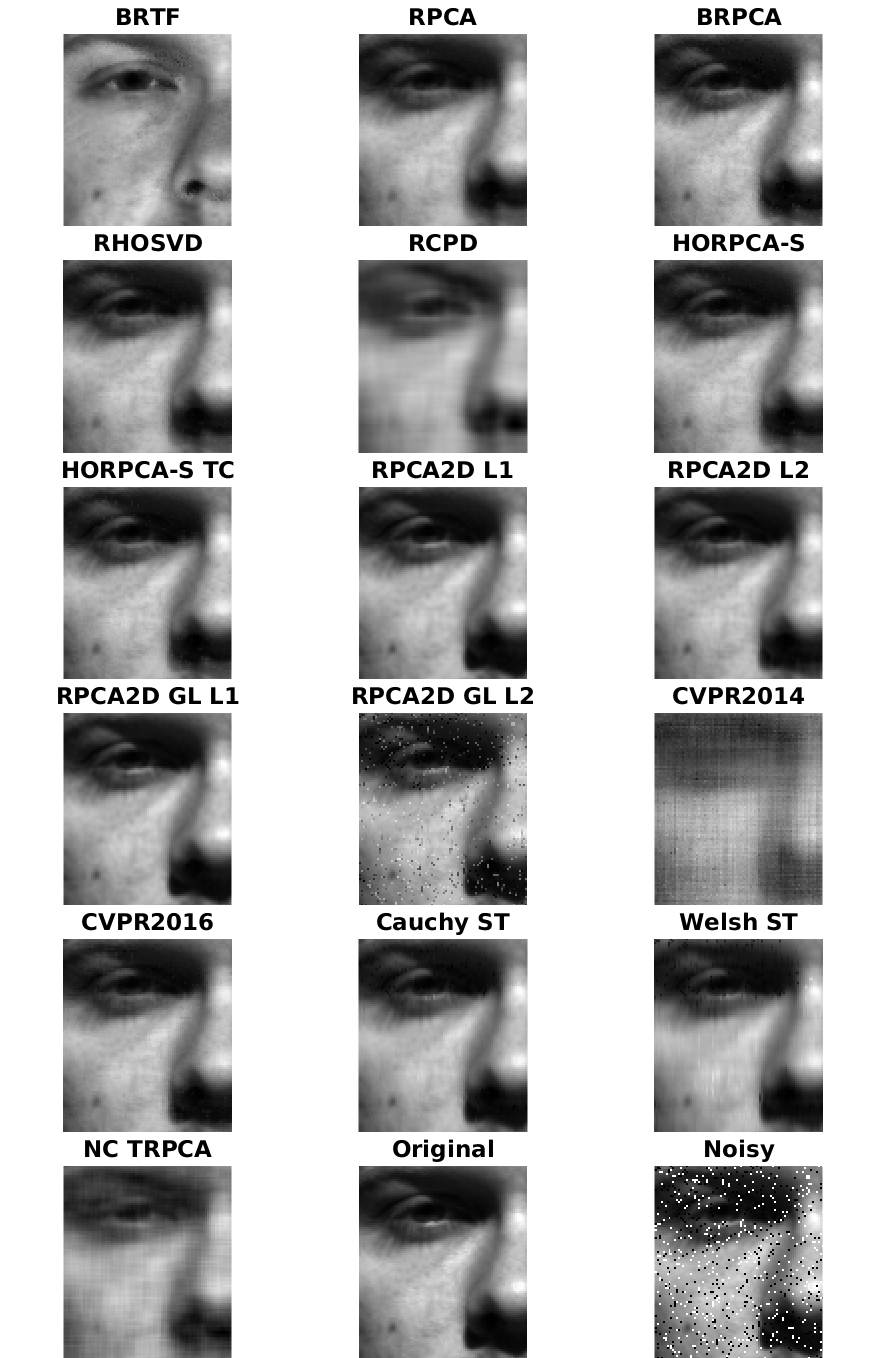 BRTF RPCA BRPCA
RHOSVD RCPD HORPCA-S
HORPCA-S TC RPCA2D L1 RPCA2D L2
RPCA2D GL L1 RPCA2D GL L2 CVPR2014
CVPR2016 Cauchy ST Welsh ST
NC TRPCA Original Noisy